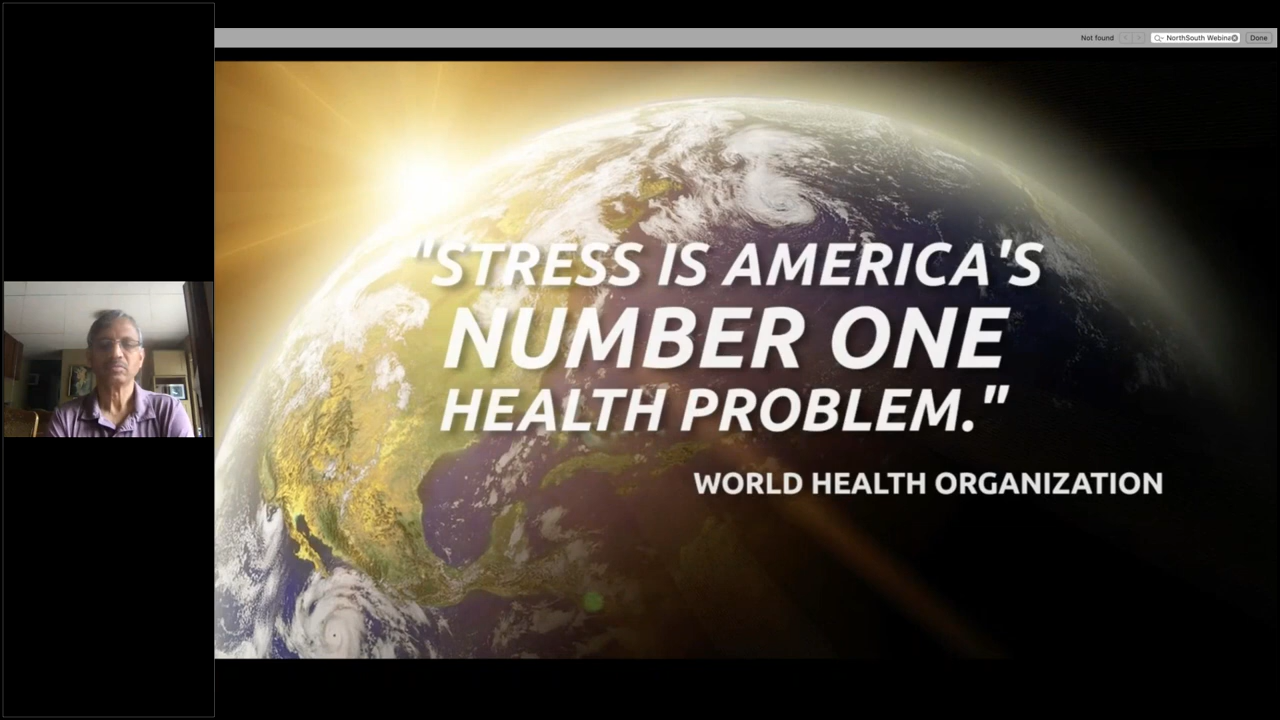 Not found
NorthSouth Webina
Done
"STRESS IS AMERICA'S
NUMBER ONE
HEALTH PROBLEM."
WORLD HEALTH ORGANIZATION